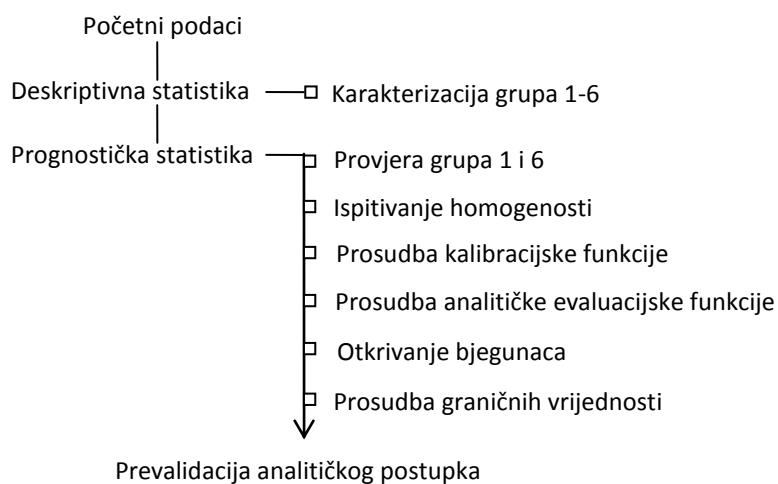 Početni podaci
Deskriptivna statistika
Karakterizacija grupa 1-6
Prognostička statistika
Provjera grupa 1 i 6
Ispitivanje homogenosti
Prosudba kalibracijske funkcije
Prosudba analitičke evaluacijske funkcije
Otkrivanje bjegunaca
Prosudba graničnih vrijednosti
Prevalidacija analitičkog postupka